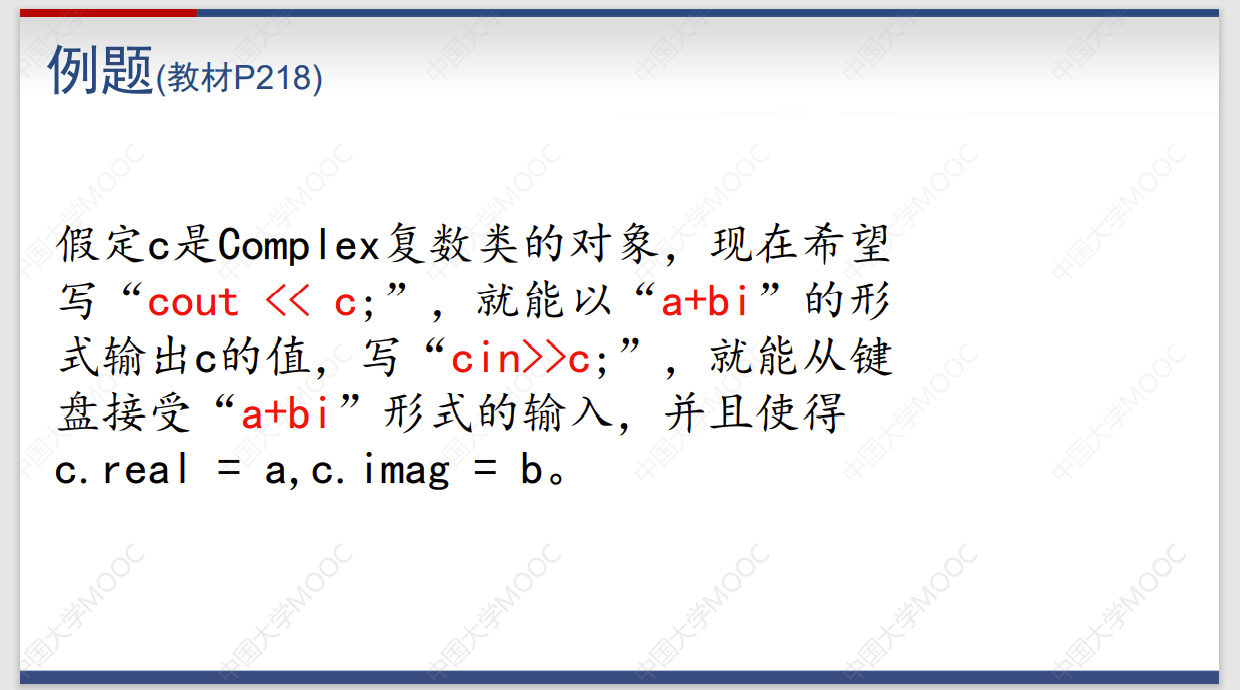 例题(教材P218)
假定c是Complex复数类的对象，现在希望
写“cout << c;”，就能以“a+bi”的形
式输出c的值，写“cin>>c;”，就能从键
盘接受“a+bi”形式的输入，并且使得
c.real = a,c.imag = b。
中国大学MOOC